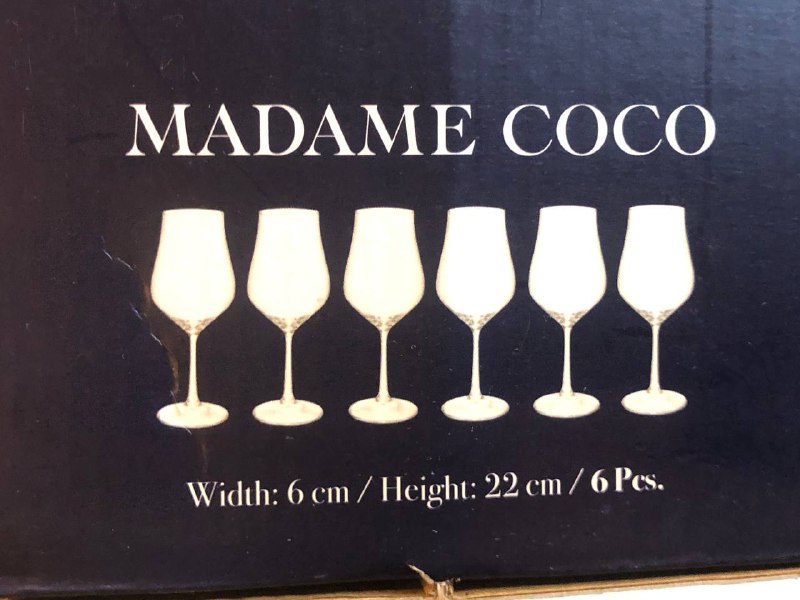 MADAME COCO
Width: 6 cm / Height: 22 cm / 6 Pcs.